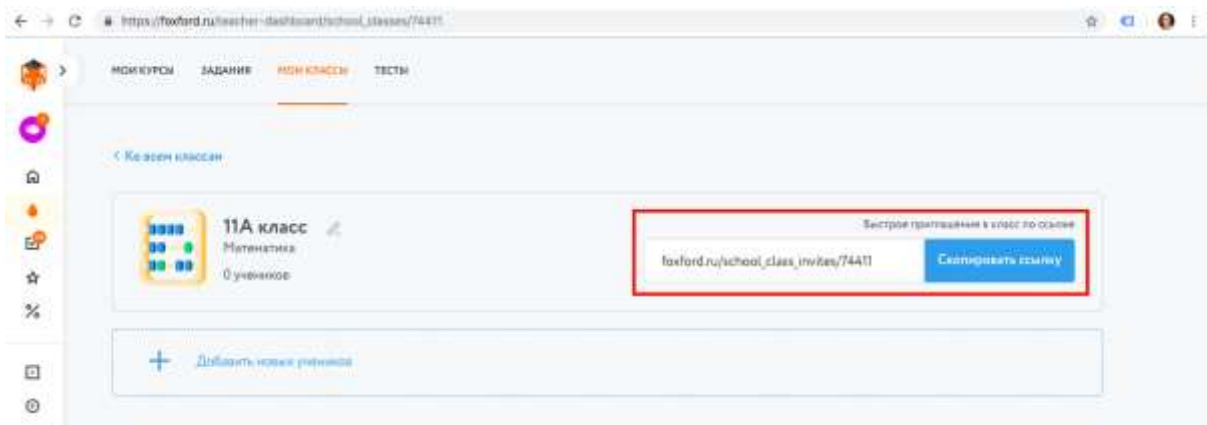 https://foxford.ru/teacher-dashboard/school_classes/74411
МОИ КУРСЫ ЗАДАНИЯ МОИ КЛАССЫ ТЕСТЫ
< Ко всем классам
11А класс
Математика
0 учеников
Быстрое приглашение в класс по ссылке
foxford.ru/school_class_invites/74411
Скопировать ссылку
Добавить новых учеников